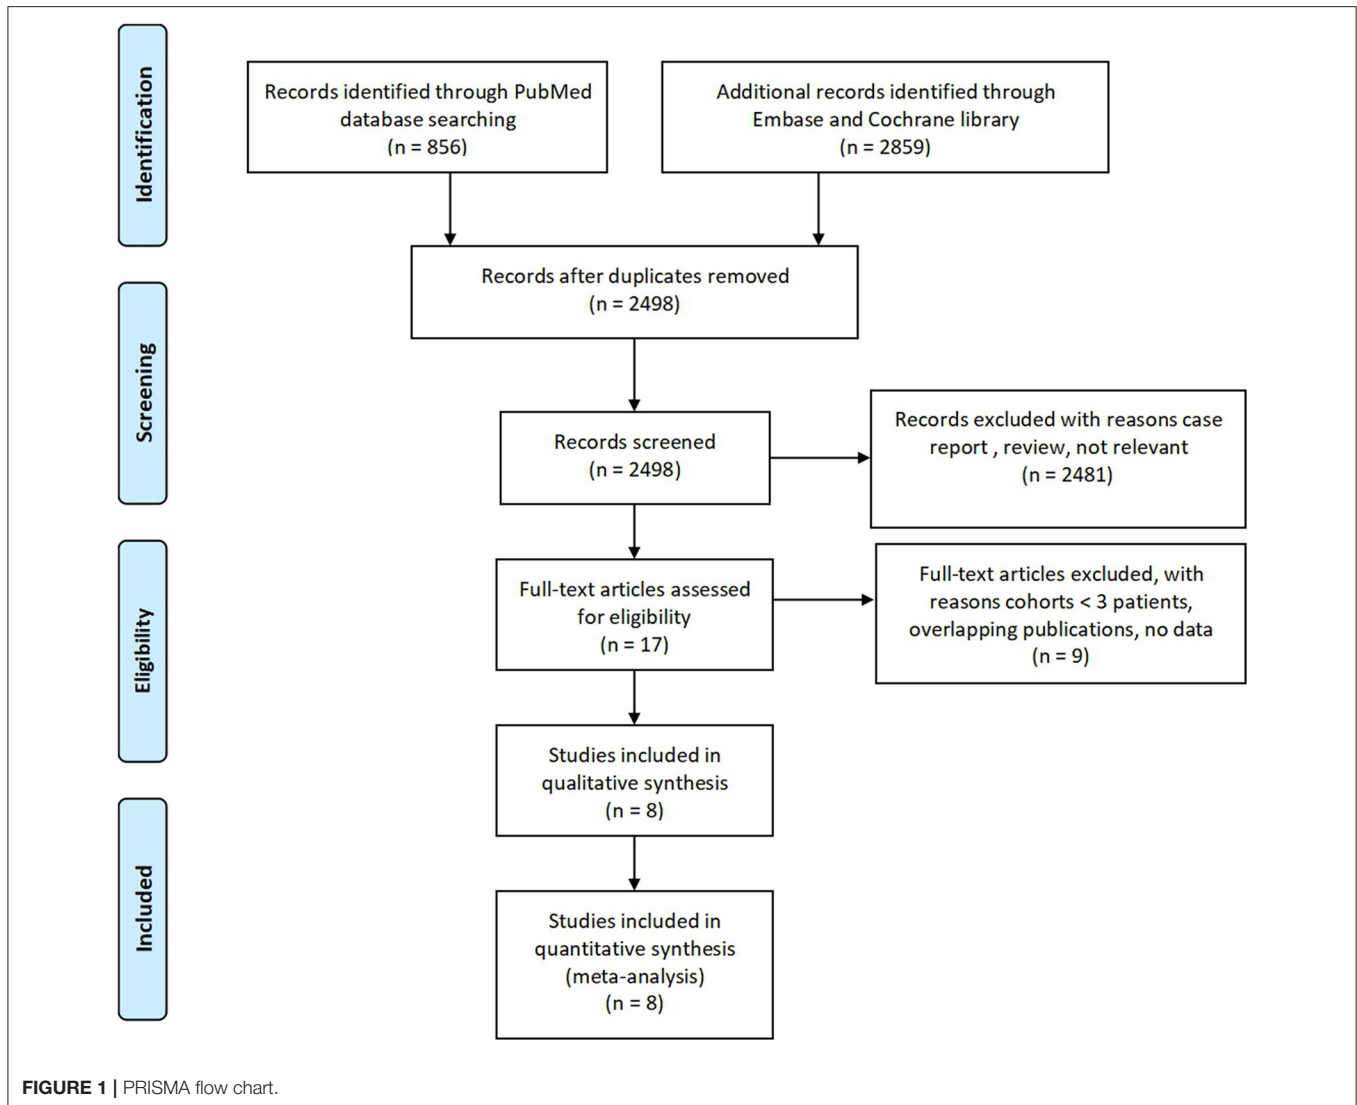 Identification
Records identified through PubMed
database searching
(n = 856)
Additional records identified through
Embase and Cochrane library
(n = 2859)
Records after duplicates removed
(n = 2498)
Screening
Records screened
(n = 2498)
Records excluded with reasons case
report , review, not relevant
(n = 2481)
Eligibility
Full-text articles assessed
for eligibility
(n = 17)
Full-text articles excluded, with
reasons cohorts < 3 patients,
overlapping publications, no data
(n = 9)
Studies included in
qualitative synthesis
(n = 8)
Included
Studies included in
quantitative synthesis
(meta-analysis)
(n = 8)
FIGURE 1 | PRISMA flow chart.